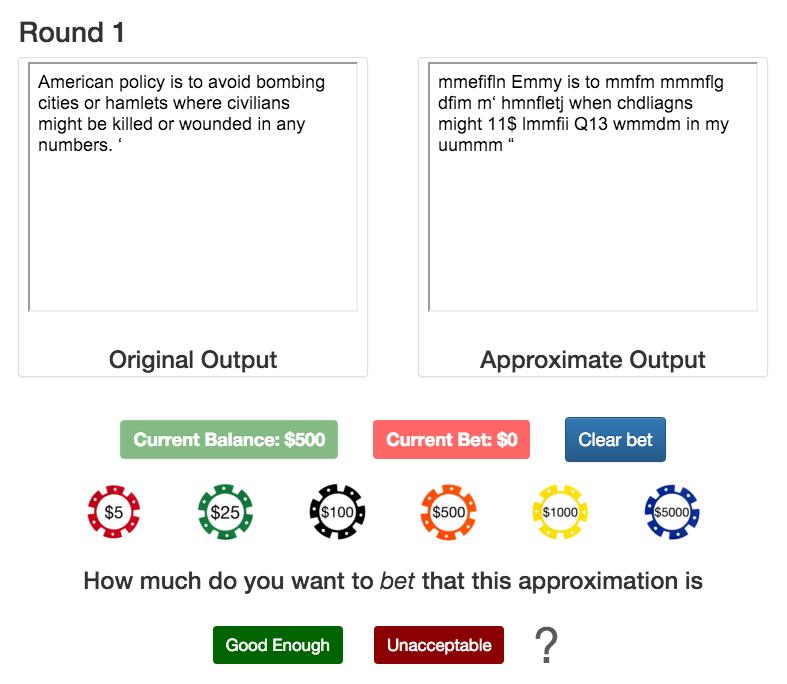 Round 1
American policy is to avoid bombing
cities or hamlets where civilians
might be killed or wounded in any
numbers. ‘
Original Output
mmefifln Emmy is to mmfm mmmflg
dfim m‘ hmnfletj when chdliagns
might 11$ lmmfii Q13 wmmdm in my
uummm “
Approximate Output
Current Balance: $500
Current Bet: $0
Clear bet
$5
$25
$100
$500
$1000
$5000
How much do you want to bet that this approximation is
Good Enough
Unacceptable
?